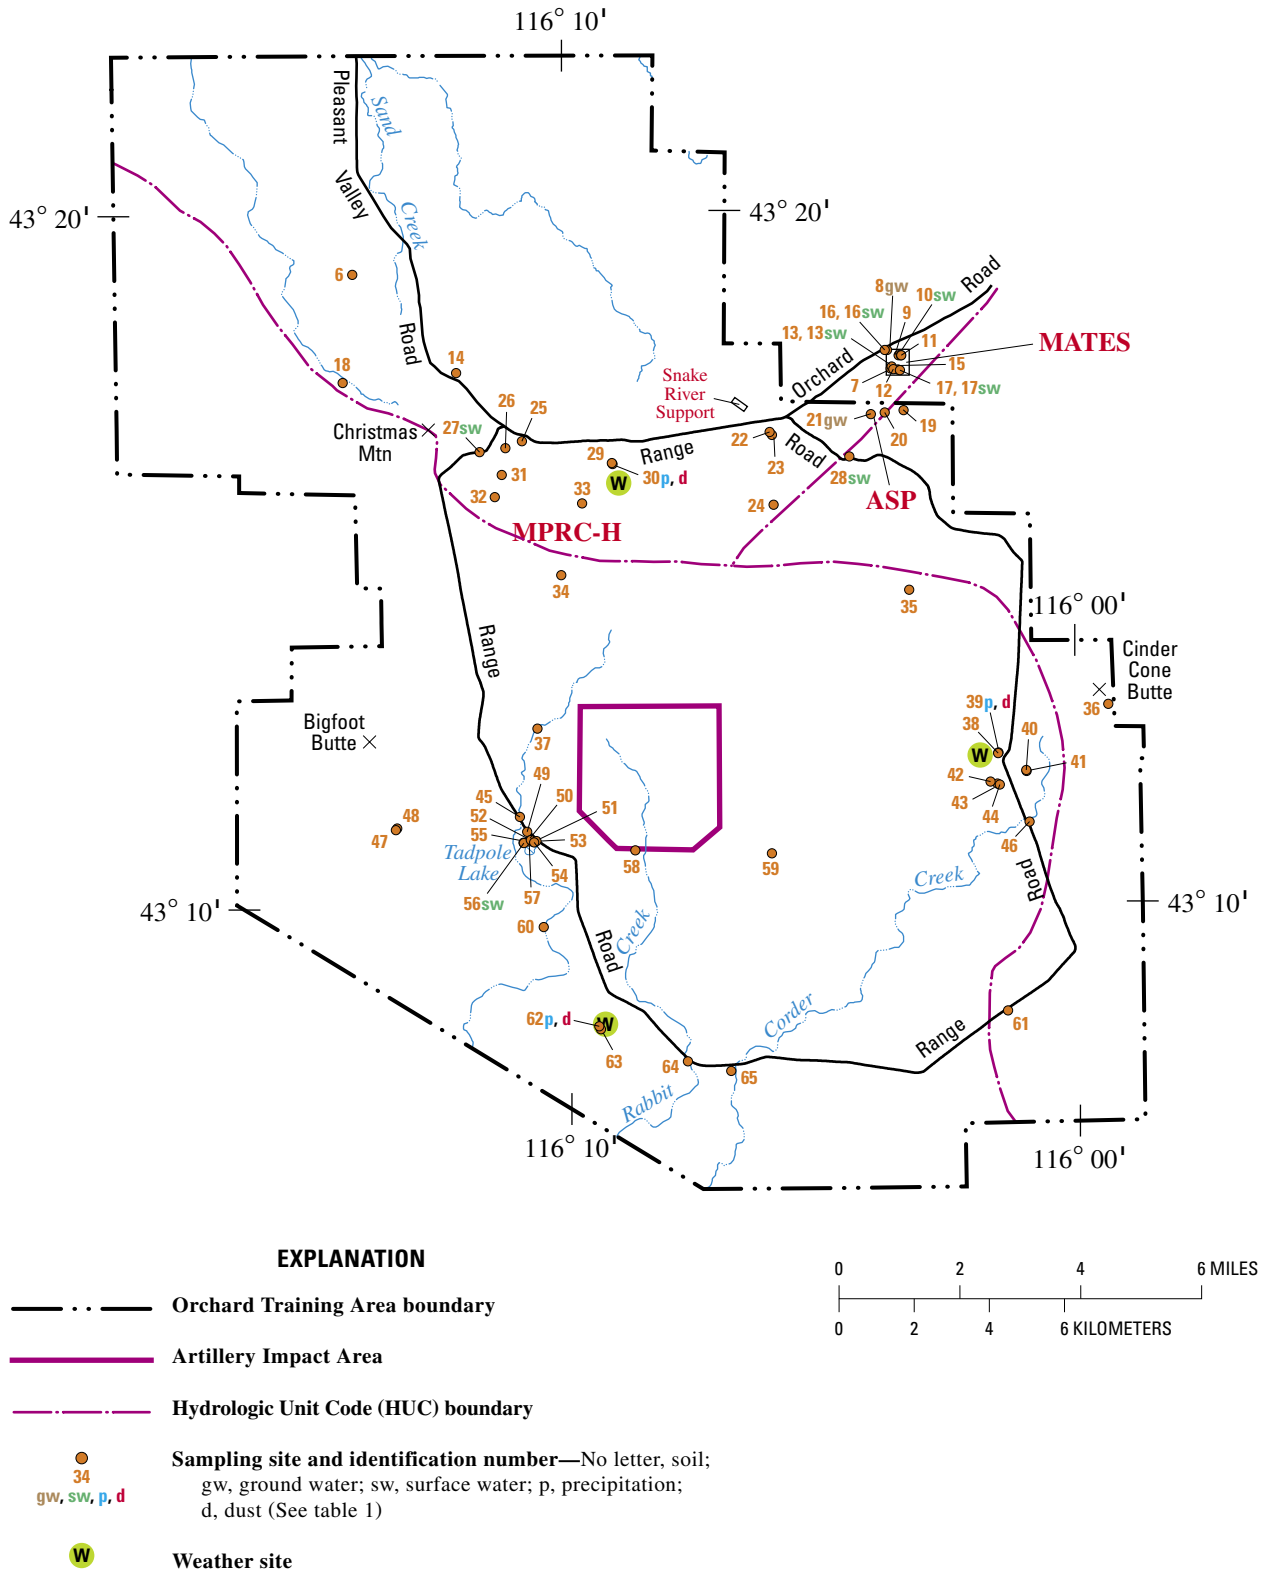 116° 10'
Pleasant
Sand
Valley
Creek
43° 20'
43° 20'
Road
6
8gw
10sw
16, 16sw
9
13, 13sw
11
MATES
Orchard
15
7
12
17, 17sw
Road
14
18
Snake
River
Support
26
25
Christmas
Mtn
27sw
21gw
20
19
29
Range
22
23
Road
30p, d
W
28sw
31
32
33
24
ASP
MPRC-H
34
35
116° 00'
Range
Cinder
Cone
Butte
36
39p, d
38
40
W
41
42
43
44
Bigfoot
Butte
37
49
45
50
51
48
52
47
55
53
46
Tadpole
Lake
54
58
59
57
56sw
Creek
Road
43° 10'
43° 10'
60
Road
Creek
62p, d
W
63
Corder
Range
61
64
65
Rabbit
116° 10'
116° 00'
EXPLANATION
Orchard Training Area boundary
Artillery Impact Area
Hydrologic Unit Code (HUC) boundary
34
gw, sw, p, d
Sampling site and identification number—No letter, soil;
gw, ground water; sw, surface water; p, precipitation;
d, dust (See table 1)
W
Weather site
0 2 4 6 MILES
0 2 4 6 KILOMETERS